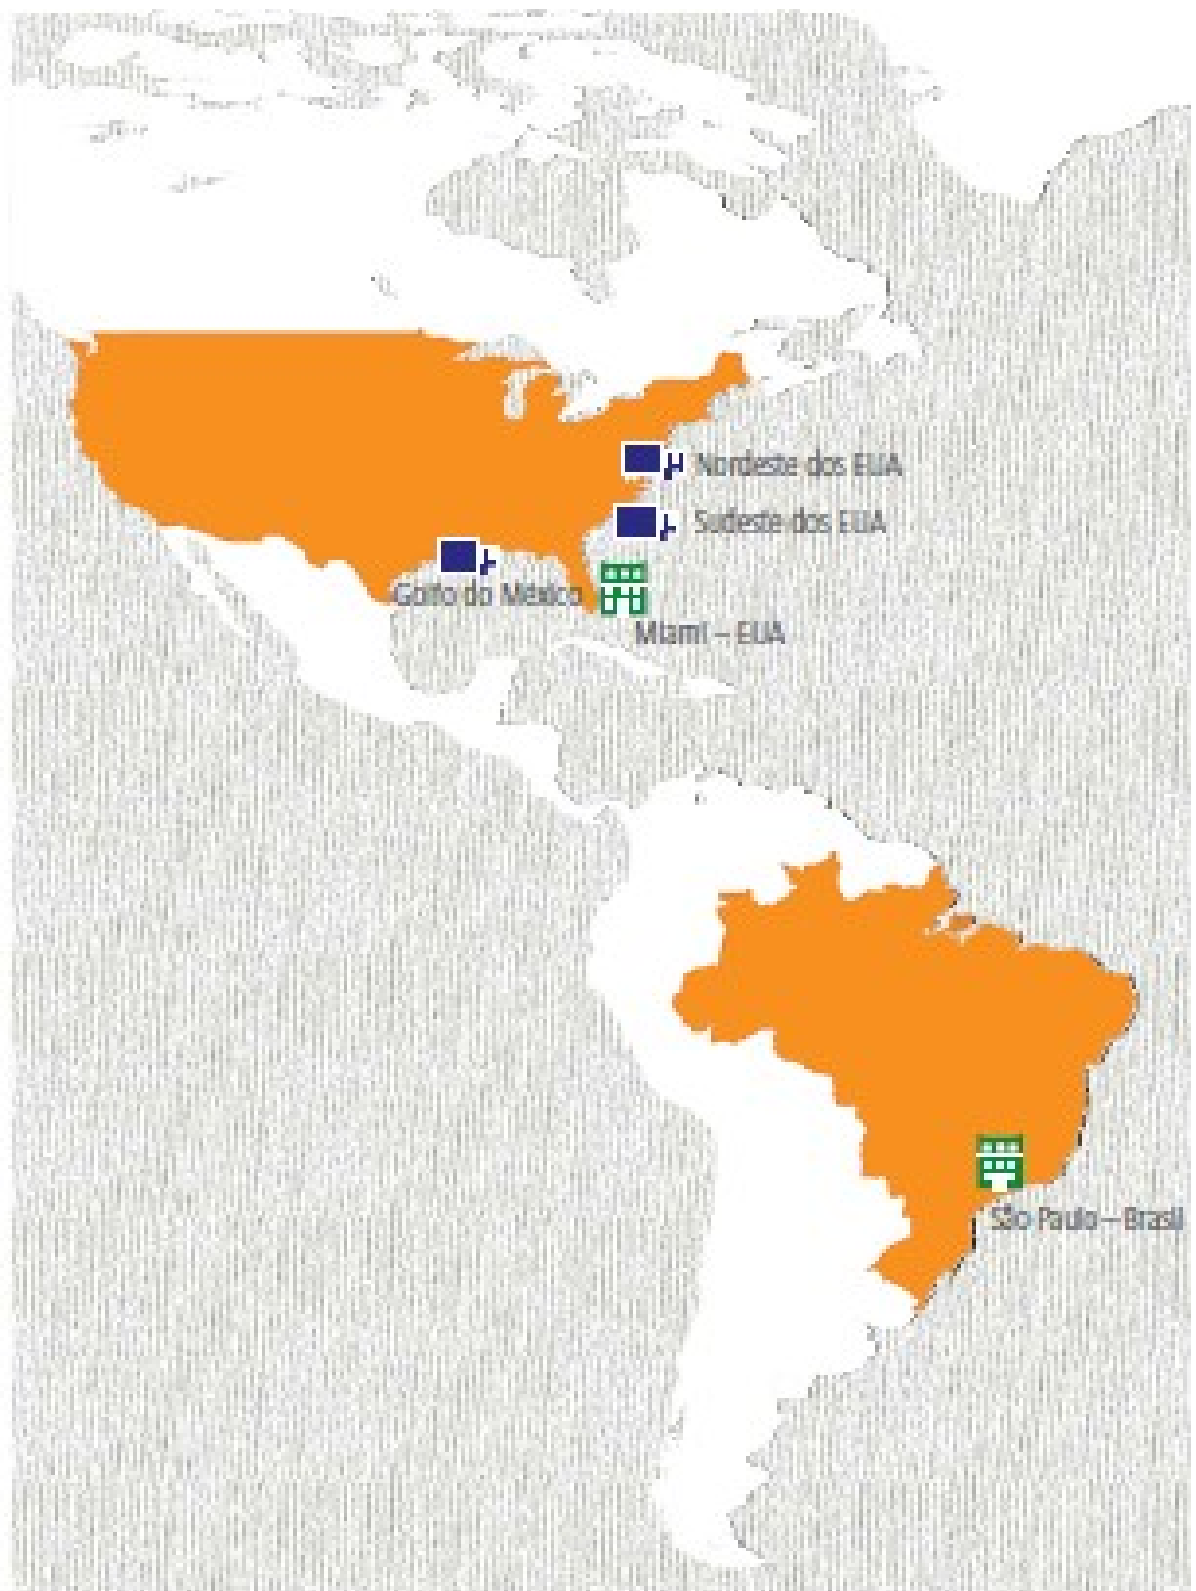 Nordeste dos EUA
Sudeste dos EUA
Golfo do México
Miami – EUA
São Paulo – Brasil